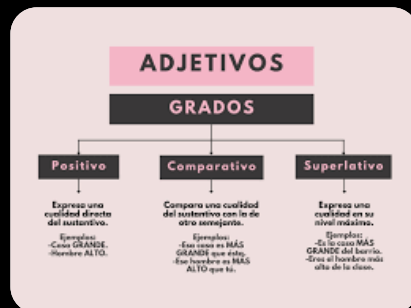 ADJETIVOS
GRADOS
Positivo
Comparativo
Superlativo
Expresa una
cualidad directa
del sustantivo.
Ejemplos:
-Casa GRANDE.
-Hombre ALTO.
Compara una cualidad
del sustantivo con la de
otro semejante.
Ejemplos:
-Esa casa es MÁS
GRANDE que ésta.
-Ese hombre es MÁS
ALTO que tú.
Expresa una
cualidad en su
nivel máximo.
Ejemplos:
-Es la casa MÁS
GRANDE del barrio.
-Eres el hombre más
alto de la clase.